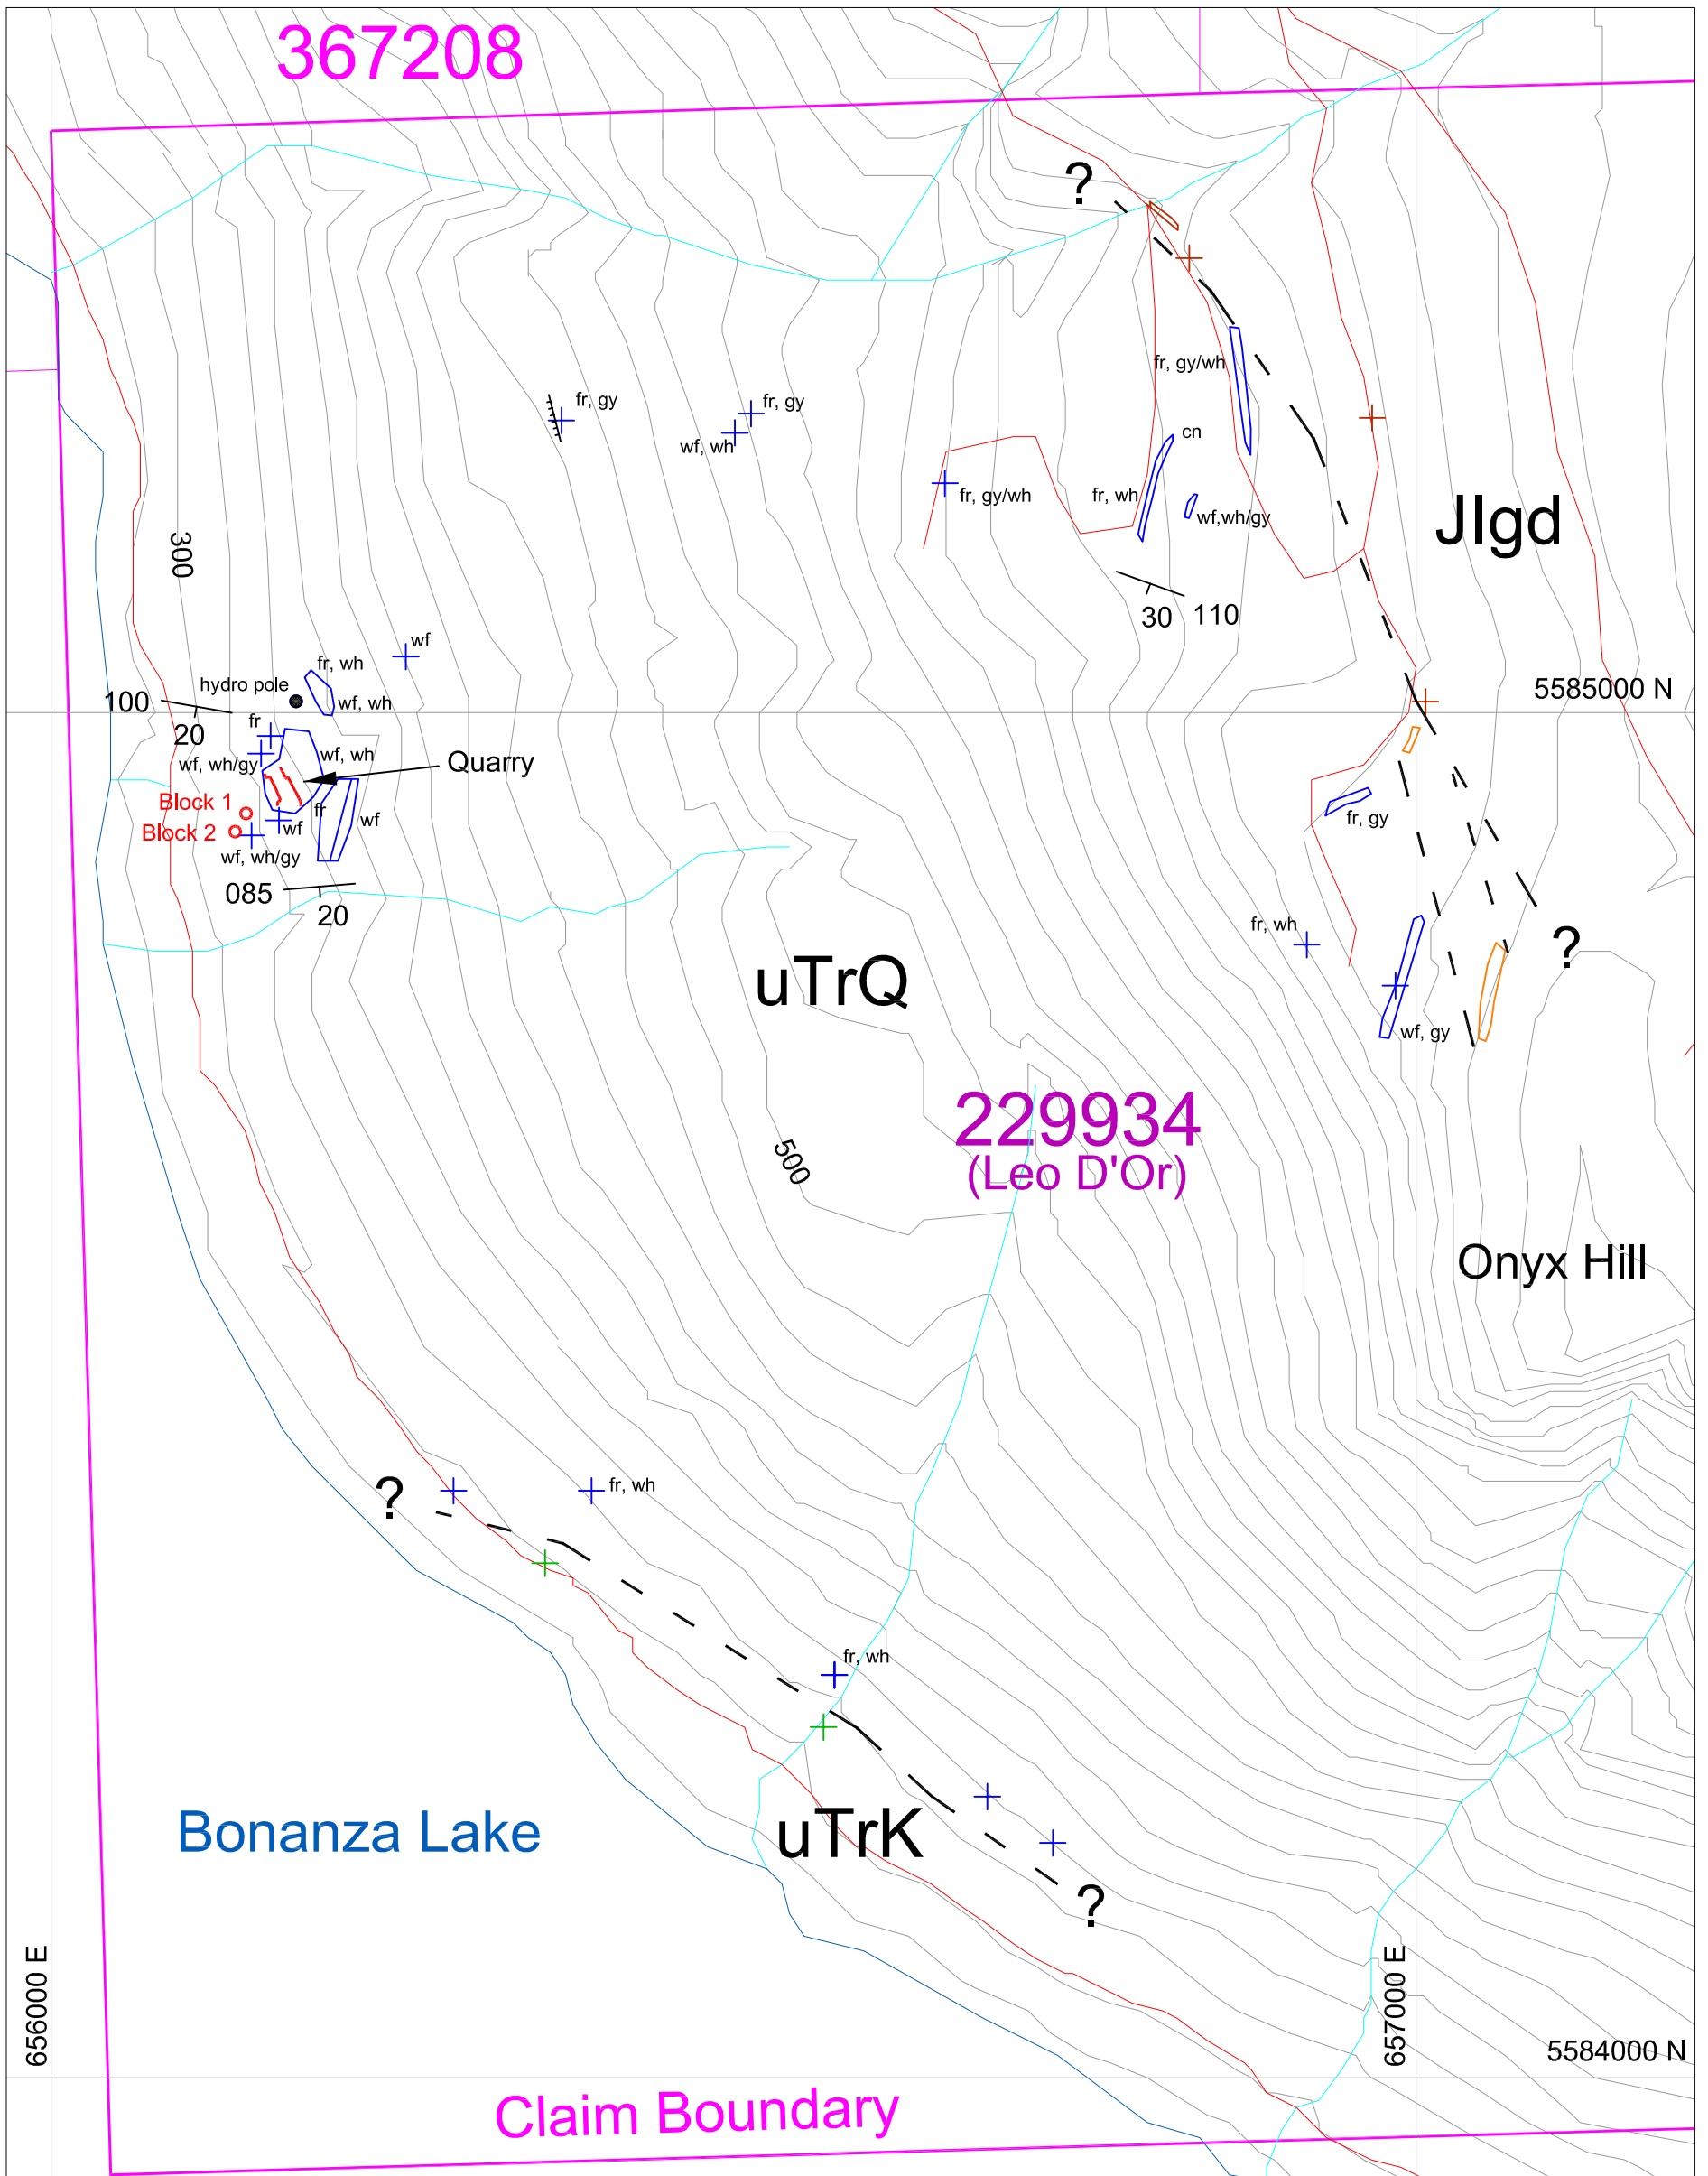 367208
?
fr, gy/wh
fr, gy
fr, gy
wf, wh
cn
fr, gy/wh
fr, wh
wf,wh/gy
JIgd
300
30
110
wf
fr, wh
hydro pole
wf, wh
100
20
5585000 N
fr
wf, wh
wf, wh/gy
Quarry
Block 1
fr
wf
wf
Block 2
wf, wh/gy
fr, gy
085
20
fr, wh
?
uTrQ
wf, gy
229934
(Leo D'Or)
500
Onyx Hill
?
fr, wh
fr, wh
Bonanza Lake
uTrK
?
656000 E
657000 E
5584000 N
Claim Boundary